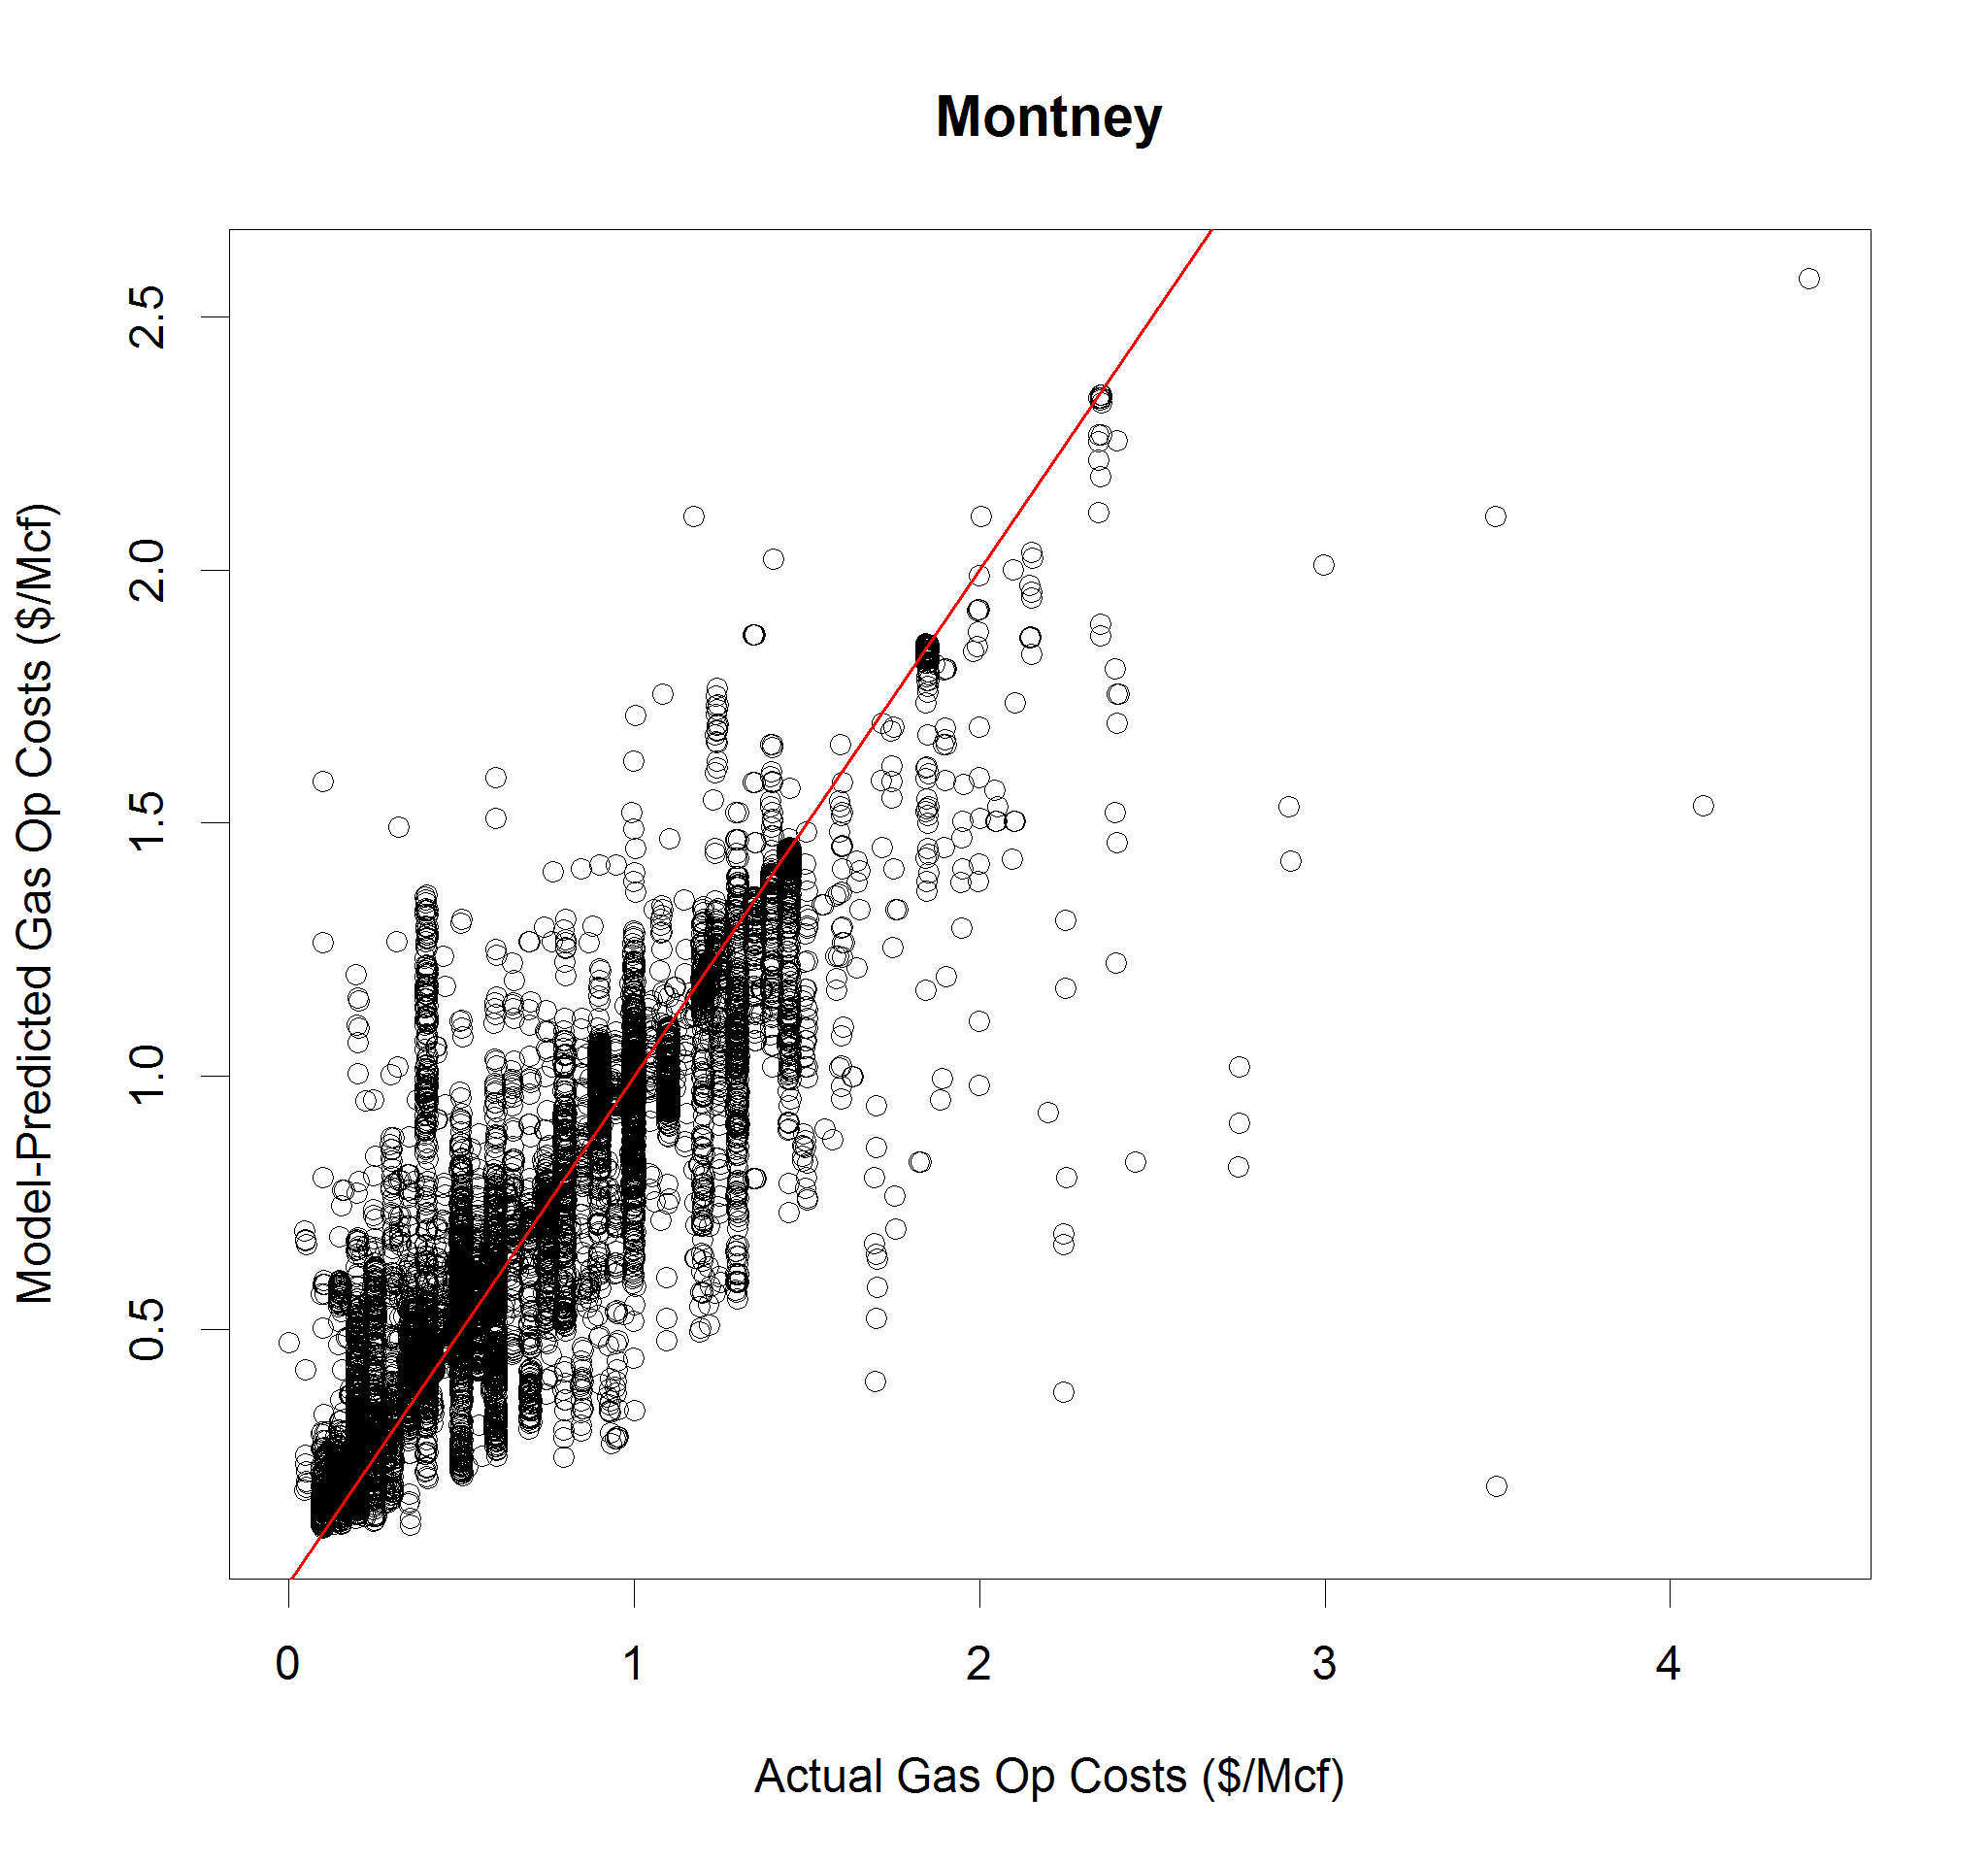 Montney
Model-Predicted Gas Op Costs ($/Mcf)
2.5
2.0
1.5
1.0
0.5
0 1 2 3 4
Actual Gas Op Costs ($/Mcf)